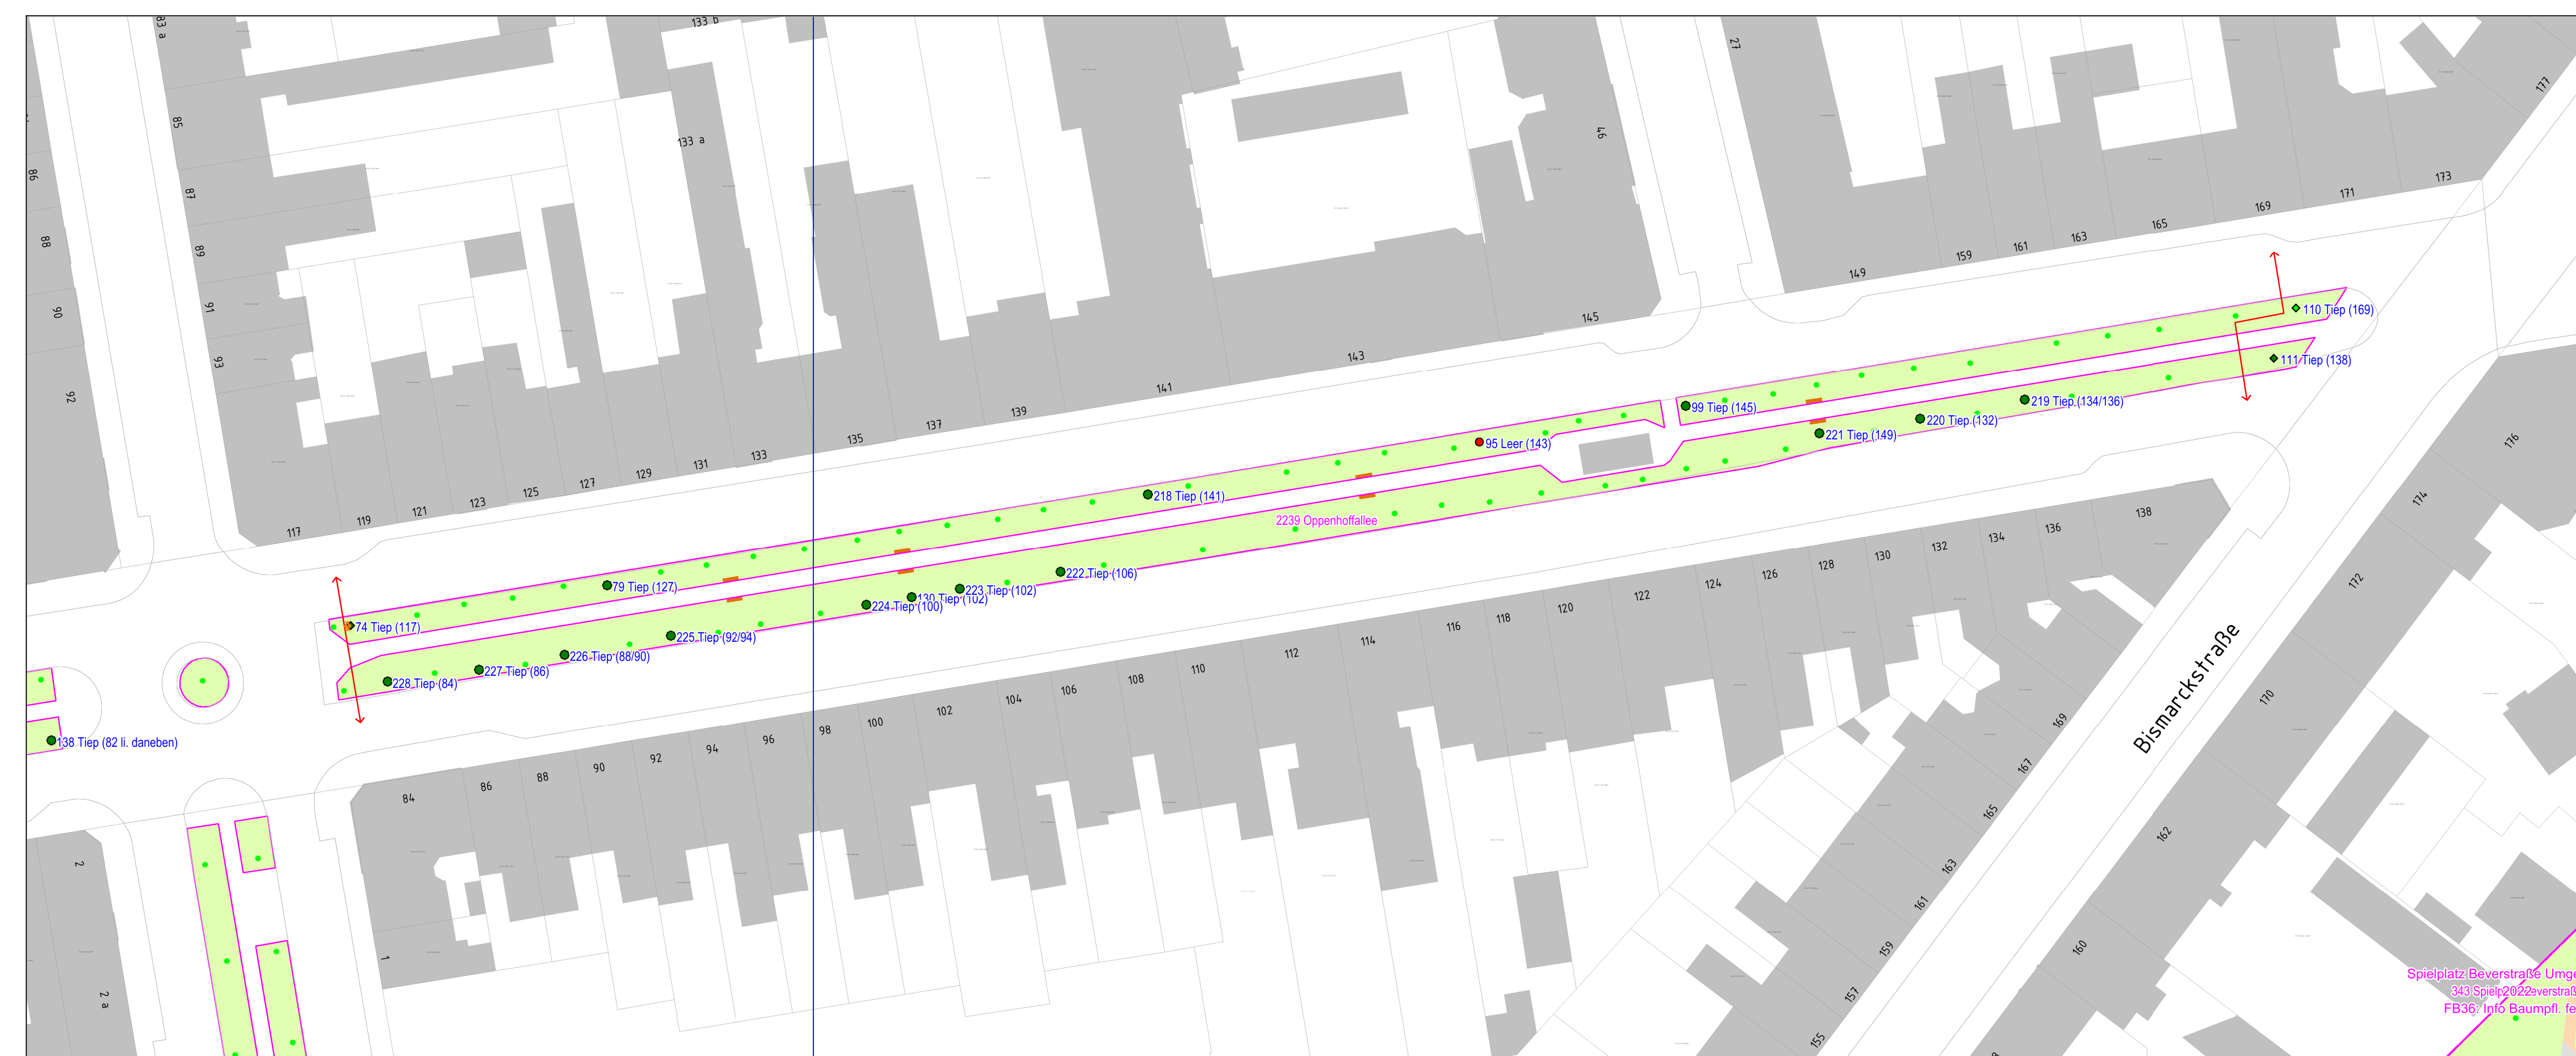 83 a
133 b
27
177
85
133 a
46
86
87
173
171
169
88
89
165
163
161
159
149
90
91
110 Tiep (169)
145
93
143
111 Tiep (138)
92
141
139
137
135
133
131
129
127
125
123
121
119
117
99 Tiep (145)
219 Tiep (134/136)
220 Tiep (132)
221 Tiep (149)
95 Leer (143)
176
218 Tiep (141)
174
2239 Oppenhoffallee
138
136
134
132
130
128
126
124
122
120
118
116
114
112
110
108
106
104
102
100
98
96
94
92
90
88
86
84
222 Tiep (106)
79 Tiep (127)
223 Tiep (102)
130 Tiep (102)
224 Tiep (100)
74 Tiep (117)
225 Tiep (92/94)
226 Tiep (88/90)
227 Tiep (86)
228 Tiep (84)
172
Bismarckstraße
170
169
138 Tiep (82 li. daneben)
167
165
162
2
163
161
159
160
1
157
2 a
155
Spielplatz Beverstraße Umge
2022
FB36: Info Baumpfl. fe